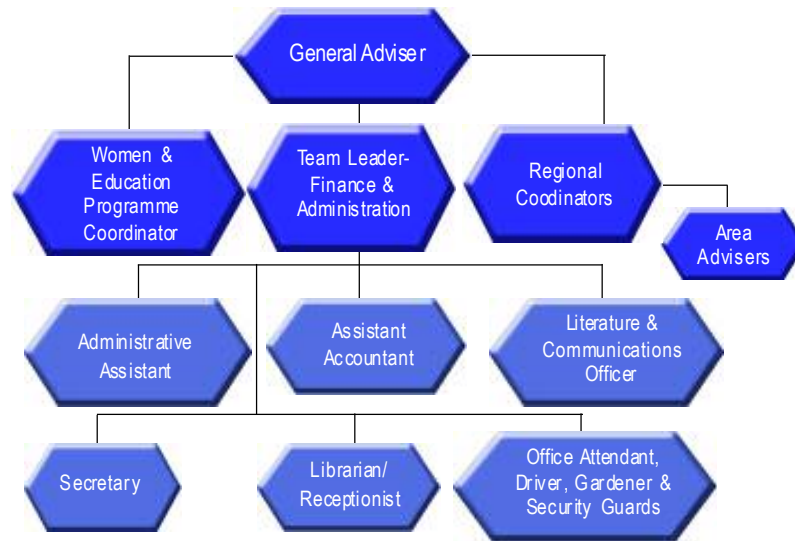 General Adviser
Women &
Education
Programme
Coordinator
Team Leader-
Finance &
Administration
Regional
Coodinators
Area
Advisers
Administrative
Assistant
Assistant
Accountant
Literature &
Communications
Officer
Secretary
Librarian/
Receptionist
Office Attendant,
Driver, Gardener &
Security Guards